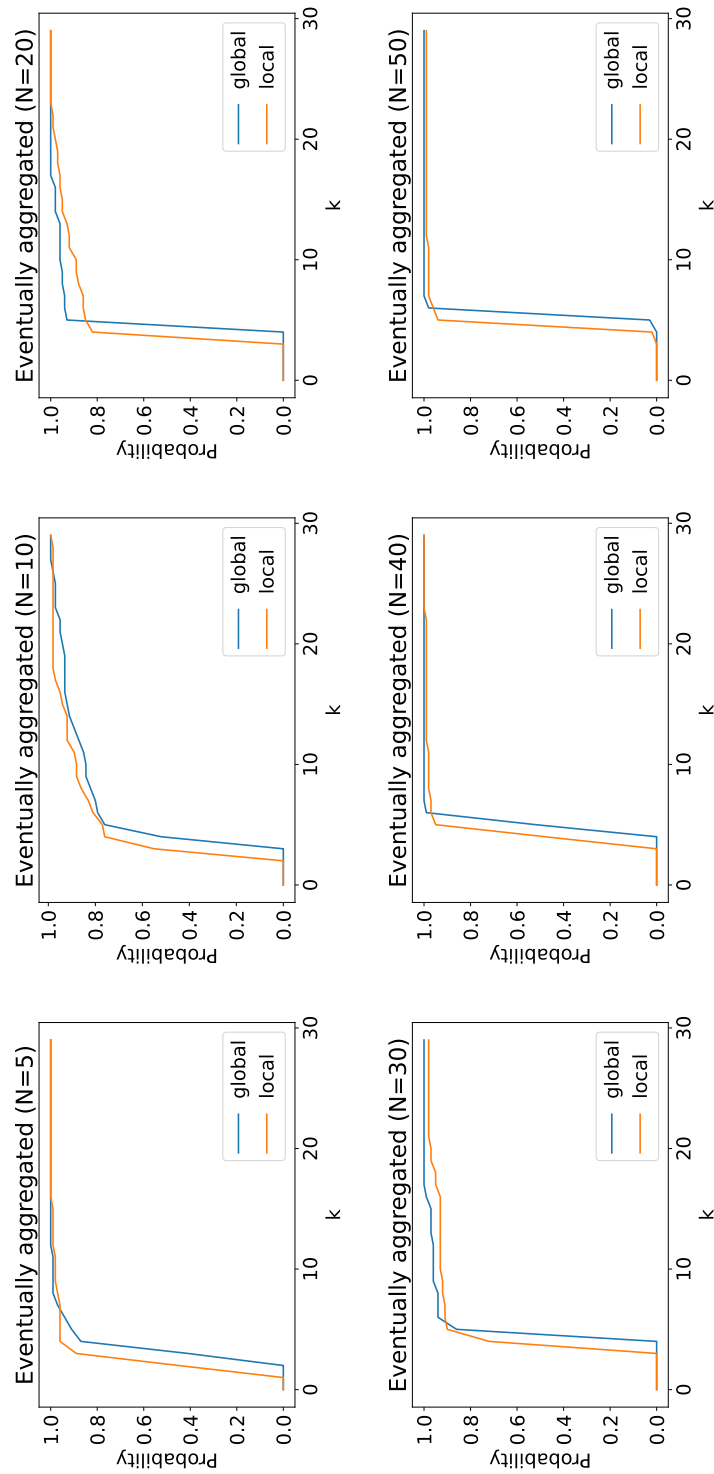 Eventually aggregated (N=5)
1.0
0.8
0.6
0.4
0.2
0.0
Probability
0
10
20
30
k
global
local
Eventually aggregated (N=10)
1.0
0.8
0.6
0.4
0.2
0.0
Probability
0
10
20
30
k
global
local
Eventually aggregated (N=20)
1.0
0.8
0.6
0.4
0.2
0.0
Probability
0
10
20
30
k
global
local
Eventually aggregated (N=30)
1.0
0.8
0.6
0.4
0.2
0.0
Probability
0
10
20
30
k
global
local
Eventually aggregated (N=40)
1.0
0.8
0.6
0.4
0.2
0.0
Probability
0
10
20
30
k
global
local
Eventually aggregated (N=50)
1.0
0.8
0.6
0.4
0.2
0.0
Probability
0
10
20
30
k
global
local